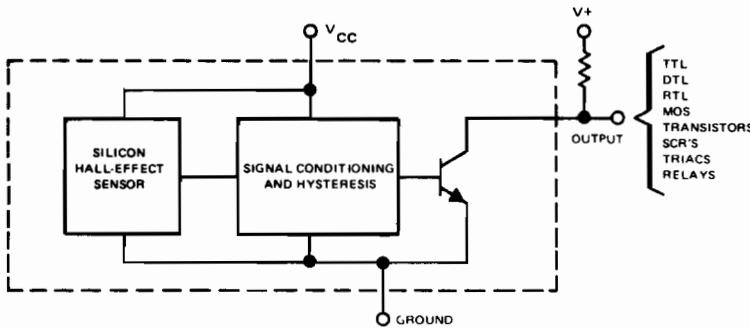 VCC
V+
TTL
DTL
RTL
MOS
TRANSISTORS
SCR'S
TRIACS
RELAYS
OUTPUT
SILICON
HALL-EFFECT
SENSOR
SIGNAL CONDITIONING
AND HYSTERESIS
GROUND